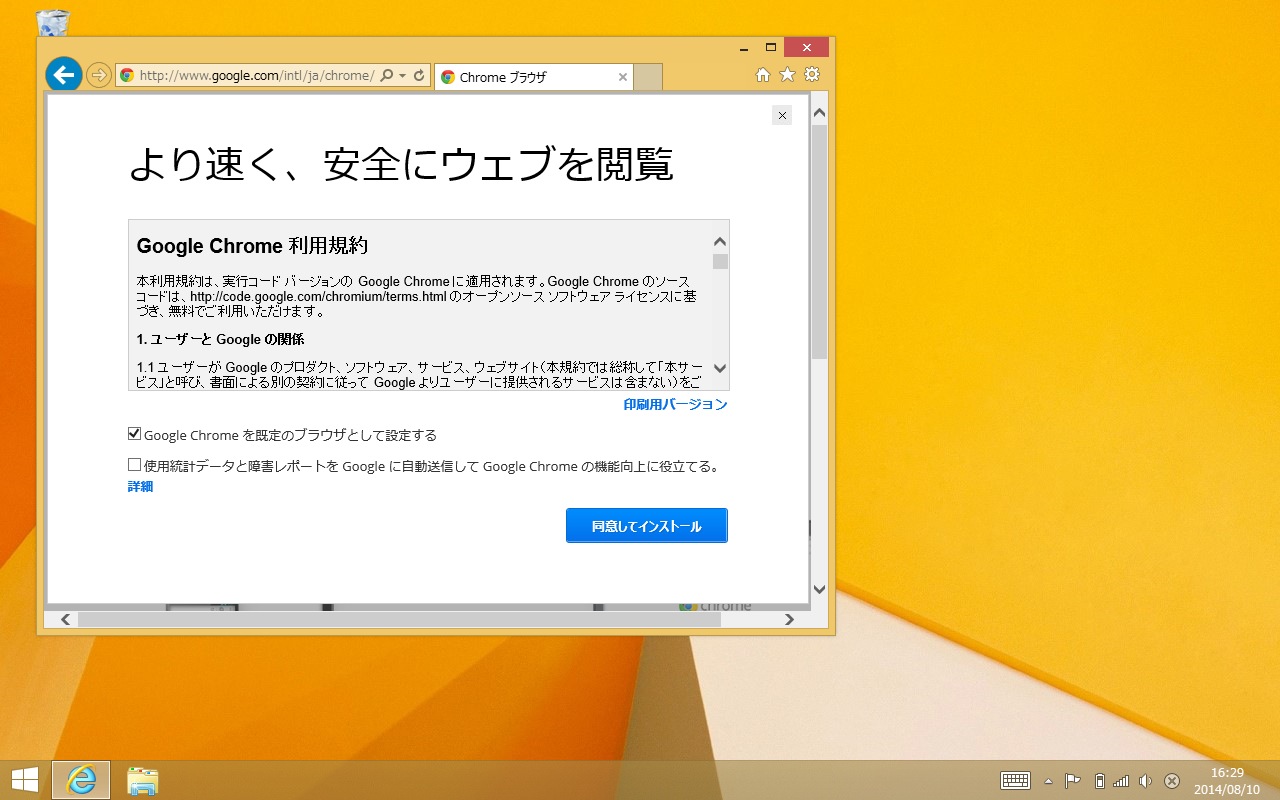 http://www.google.com/intl/ja/chrome/
Chrome ブラウザ
より速く、安全にウェブを閲覧
Google Chrome 利用規約
本利用規約は、実行コード バージョンの Google Chrome に適用されます。Google Chrome のソース
コードは、http://code.google.com/chromium/terms.html のオープンソース ソフトウェア ライセンスに基
づき、無料でご利用いただけます。
1. ユーザーと Google の関係
1.1 ユーザーが Google のプロダクト、ソフトウェア、サービス、ウェブサイト（本規約では総称して「本サー
ビス」と呼び、書面による別の契約に従って Google よりユーザーに提供されるサービスは含まない）をご
印刷用バージョン
Google Chrome を既定のブラウザとして設定する
使用統計データと障害レポートを Google に自動送信して Google Chrome の機能向上に役立てる。
詳細
同意してインストール
chrome
16:29
2014/08/10